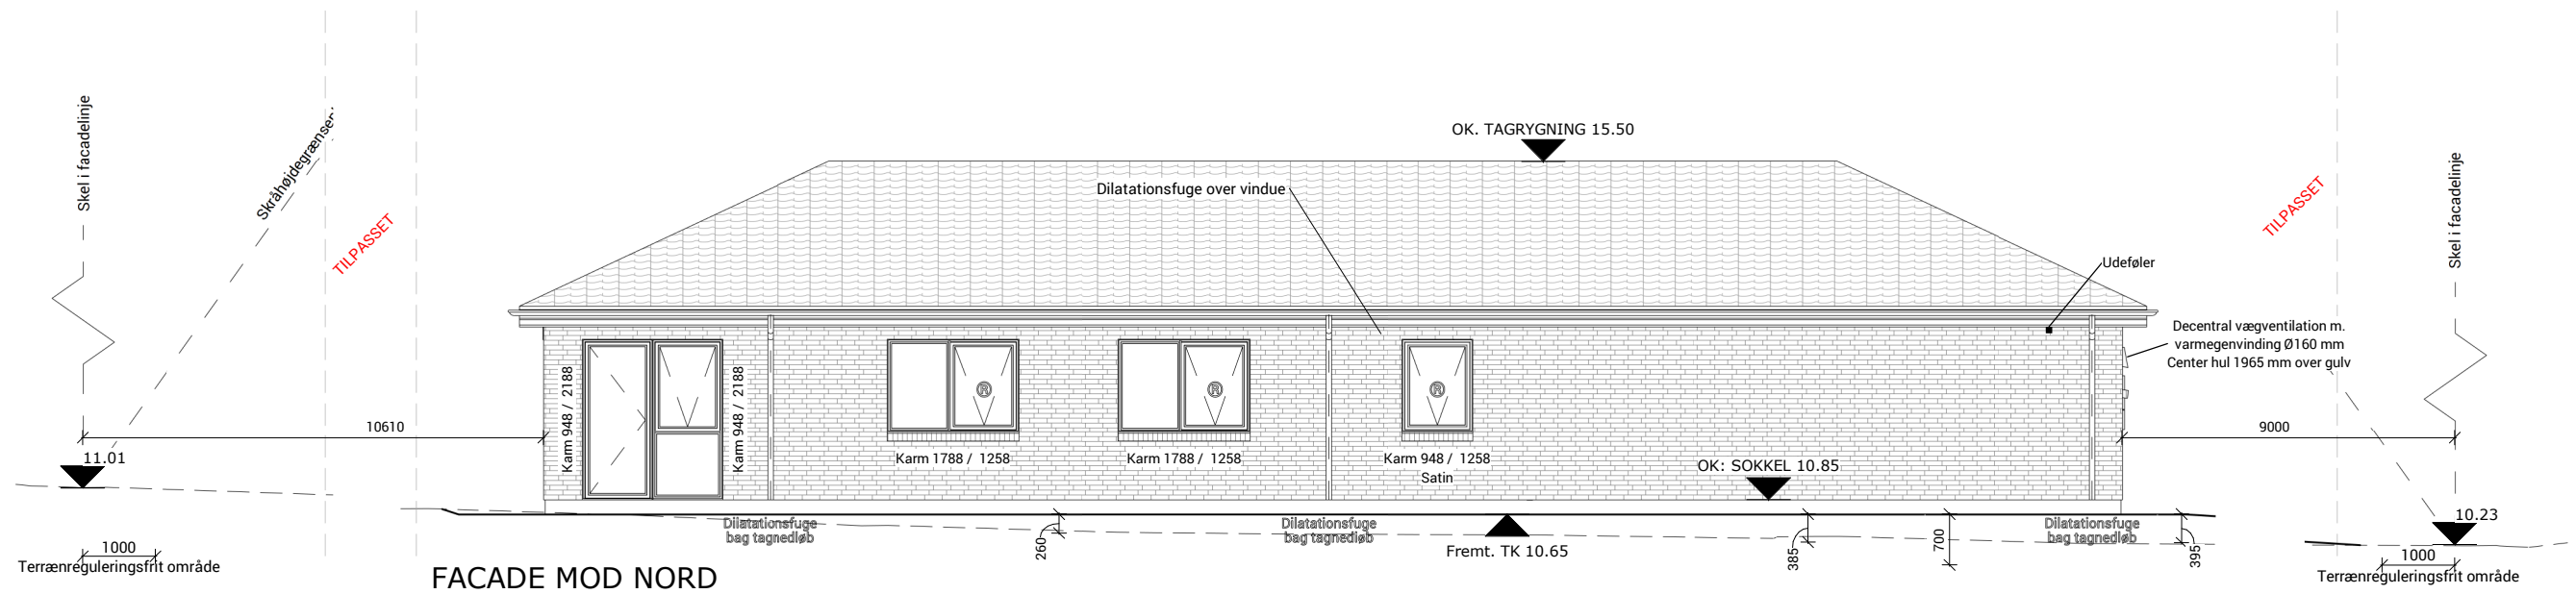 OK. TAGRYGNING 15.50
Skel i facadelinje
Skråhøjdegrænser
TILPASSET
Dilatationsfuge over vindue
TILPASSET
Skel i facadelinje
Udeføler
Decentral vægventilation m.
varmegenvinding Ø160 mm
Center hul 1965 mm over gulv
10610
11.01
Karm 948 / 2188
Karm 948 / 2188
Karm 1788 / 1258
Karm 1788 / 1258
Karm 948 / 1258
Satin
OK: SOKKEL 10.85
9000
10.23
Dilatationsfuge
bag tagnedløb
260
Dilatationsfuge
bag tagnedløb
Fremt. TK 10.65
385
700
Dilatationsfuge
bag tagnedløb
395
1000
Terrænreguleringsfrit område
1000
Terrænreguleringsfrit område
FACADE MOD NORD
R
R
R